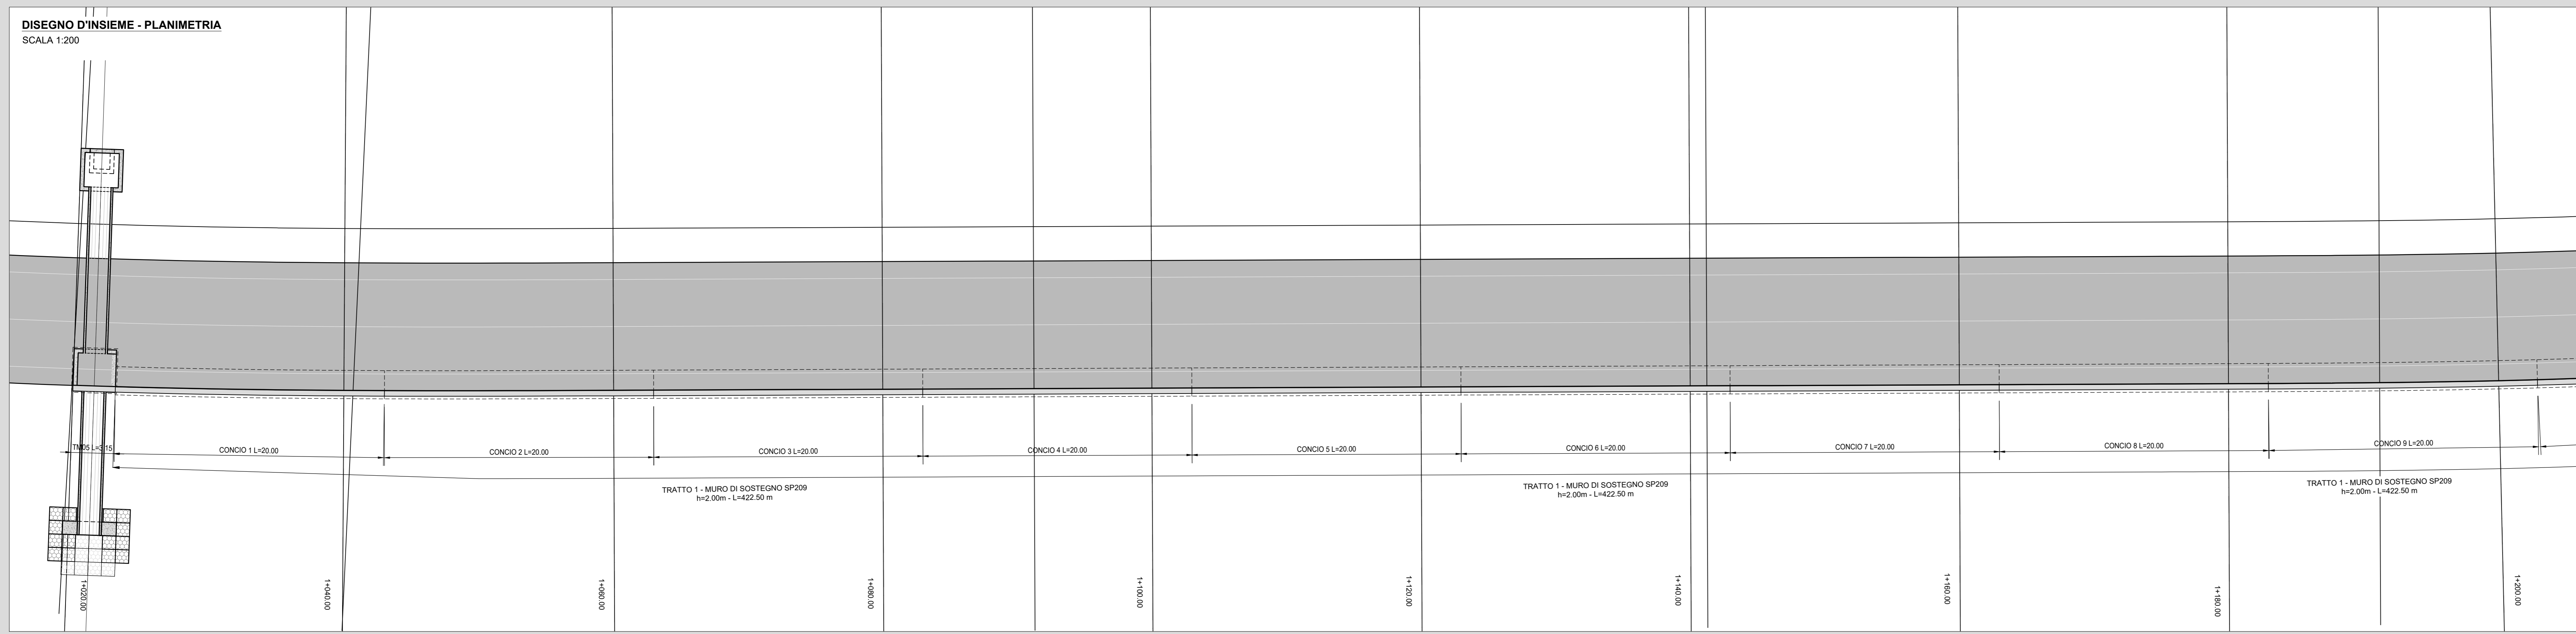 DISEGNO D'INSIEME - PLANIMETRIA
SCALA 1:200
TM05 L=3.15
CONCIO 1 L=20.00
CONCIO 2 L=20.00
CONCIO 3 L=20.00
CONCIO 4 L=20.00
CONCIO 5 L=20.00
CONCIO 6 L=20.00
CONCIO 7 L=20.00
CONCIO 8 L=20.00
CONCIO 9 L=20.00
TRATTO 1 - MURO DI SOSTEGNO SP209
h=2.00m - L=422.50 m
TRATTO 1 - MURO DI SOSTEGNO SP209
h=2.00m - L=422.50 m
TRATTO 1 - MURO DI SOSTEGNO SP209
h=2.00m - L=422.50 m
1+020.00
1+040.00
1+060.00
1+080.00
1+100.00
1+120.00
1+140.00
1+160.00
1+180.00
1+200.00